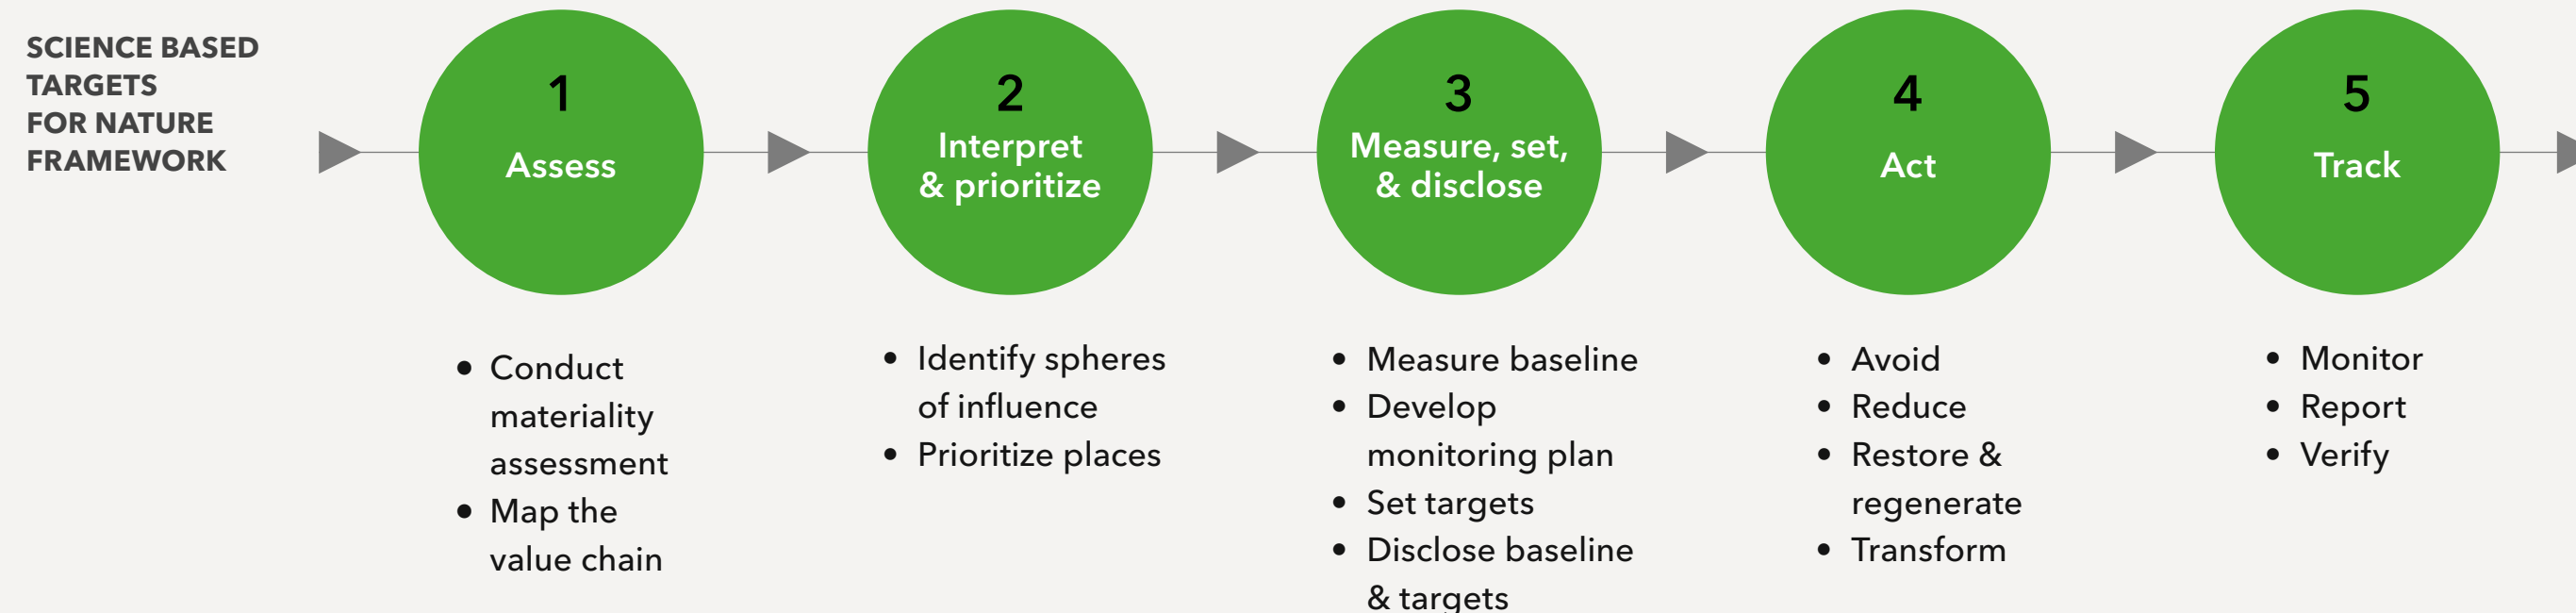 SCIENCE BASED
TARGETS
FOR NATURE
FRAMEWORK
1
Assess
2
Interpret
& prioritize
3
Measure, set,
& disclose
4
Act
5
Track
• Conduct
materiality
assessment
• Map the
value chain
• Identify spheres
of influence
• Prioritize places
• Measure baseline
• Develop
monitoring plan
• Set targets
• Disclose baseline
& targets
• Avoid
• Reduce
• Restore &
regenerate
• Transform
• Monitor
• Report
• Verify